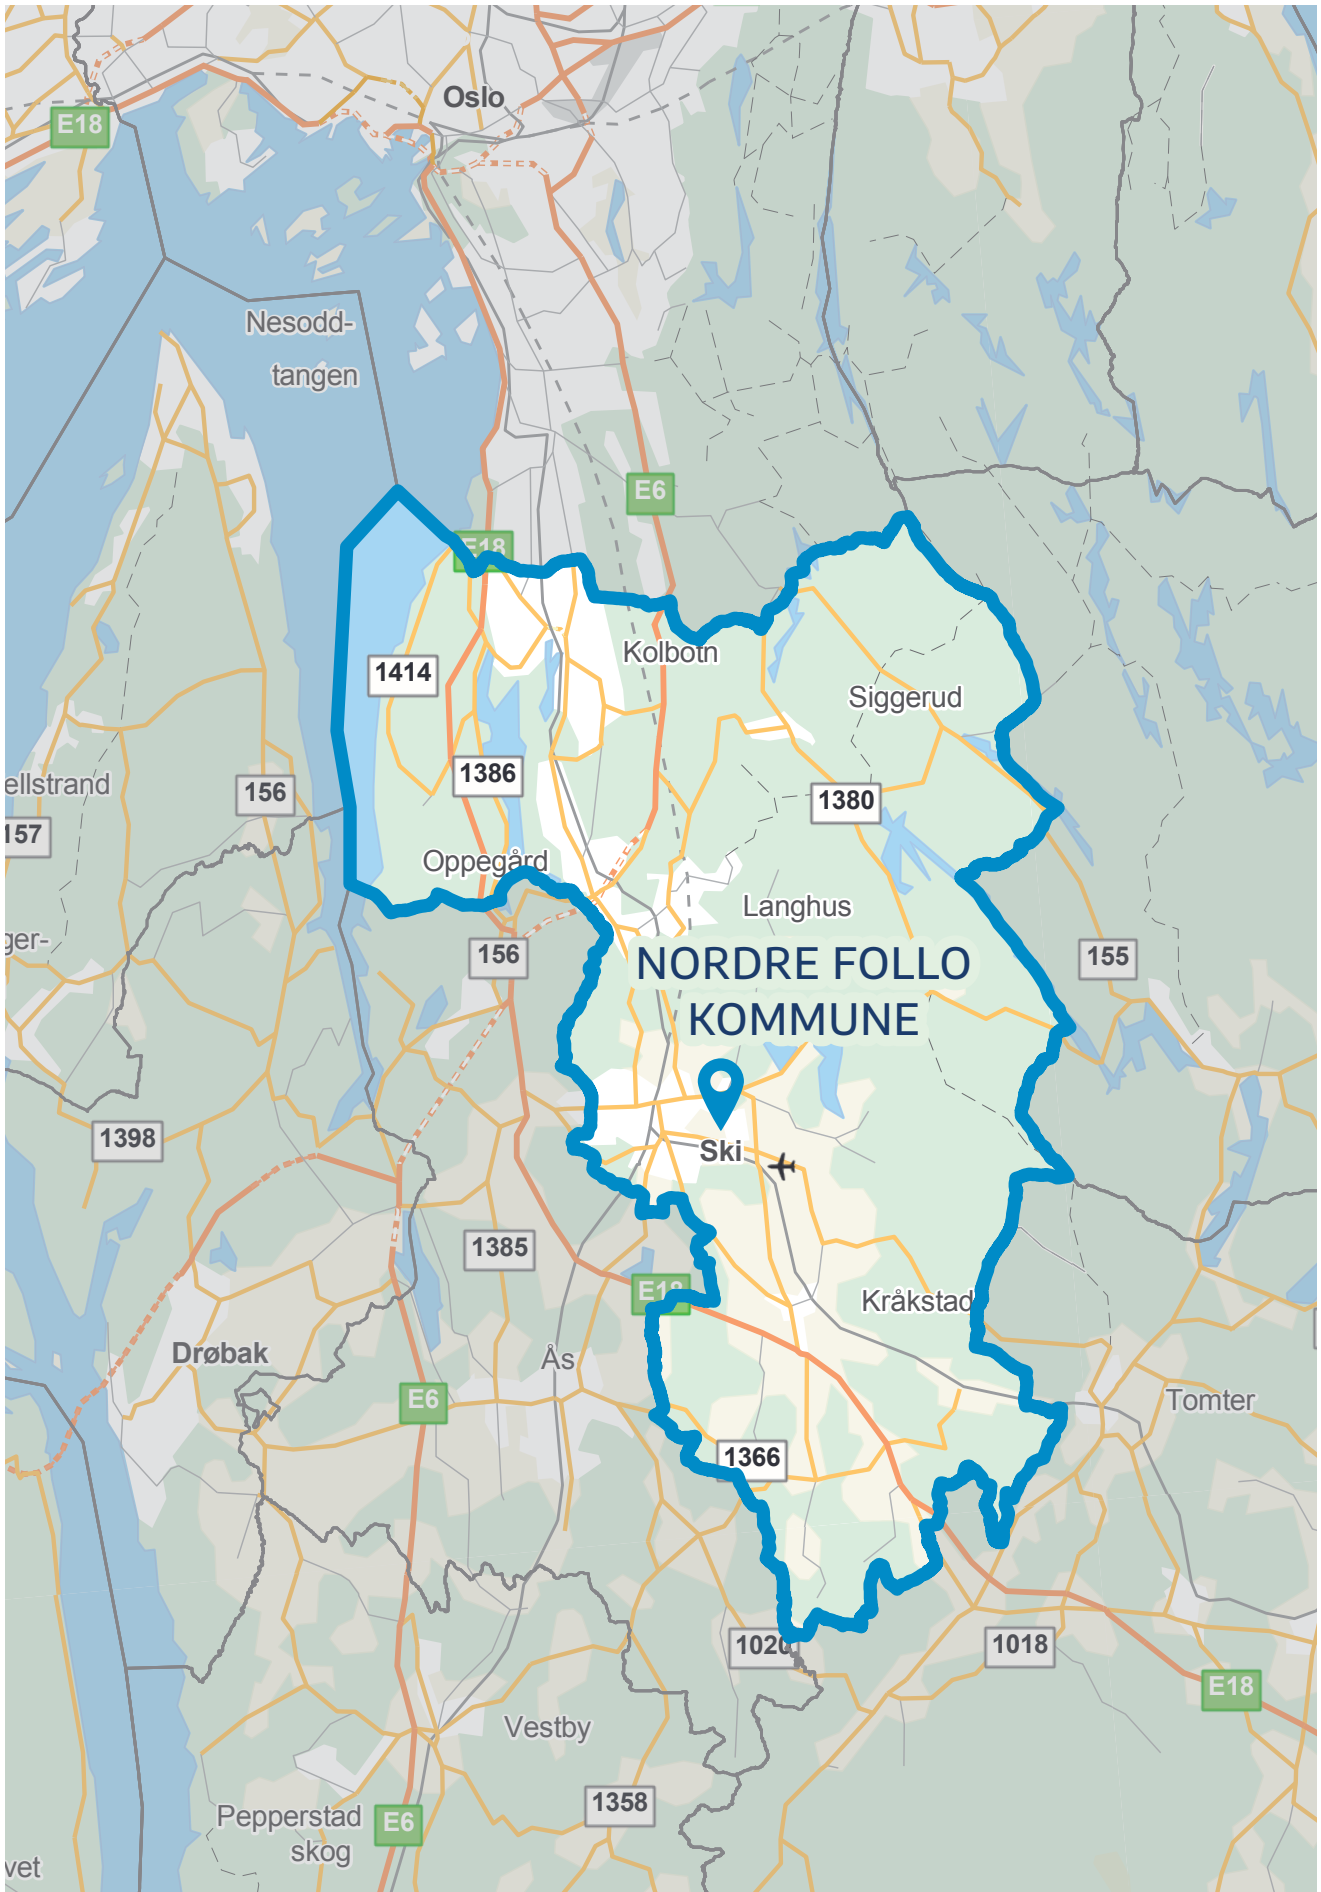 Oslo
E18
Nesodd-
tangen
E6
E18
Kolbotn
1414
Siggerud
1386
ellstrand
156
1380
157
Oppegård
Langhus
ger-
156
155
NORDRE FOLLO
KOMMUNE
1398
Ski
1385
E18
Kråkstad
Drøbak
Ås
E6
Tomter
1366
1020
1018
E18
Vestby
1358
Pepperstad
skog
E6
vet